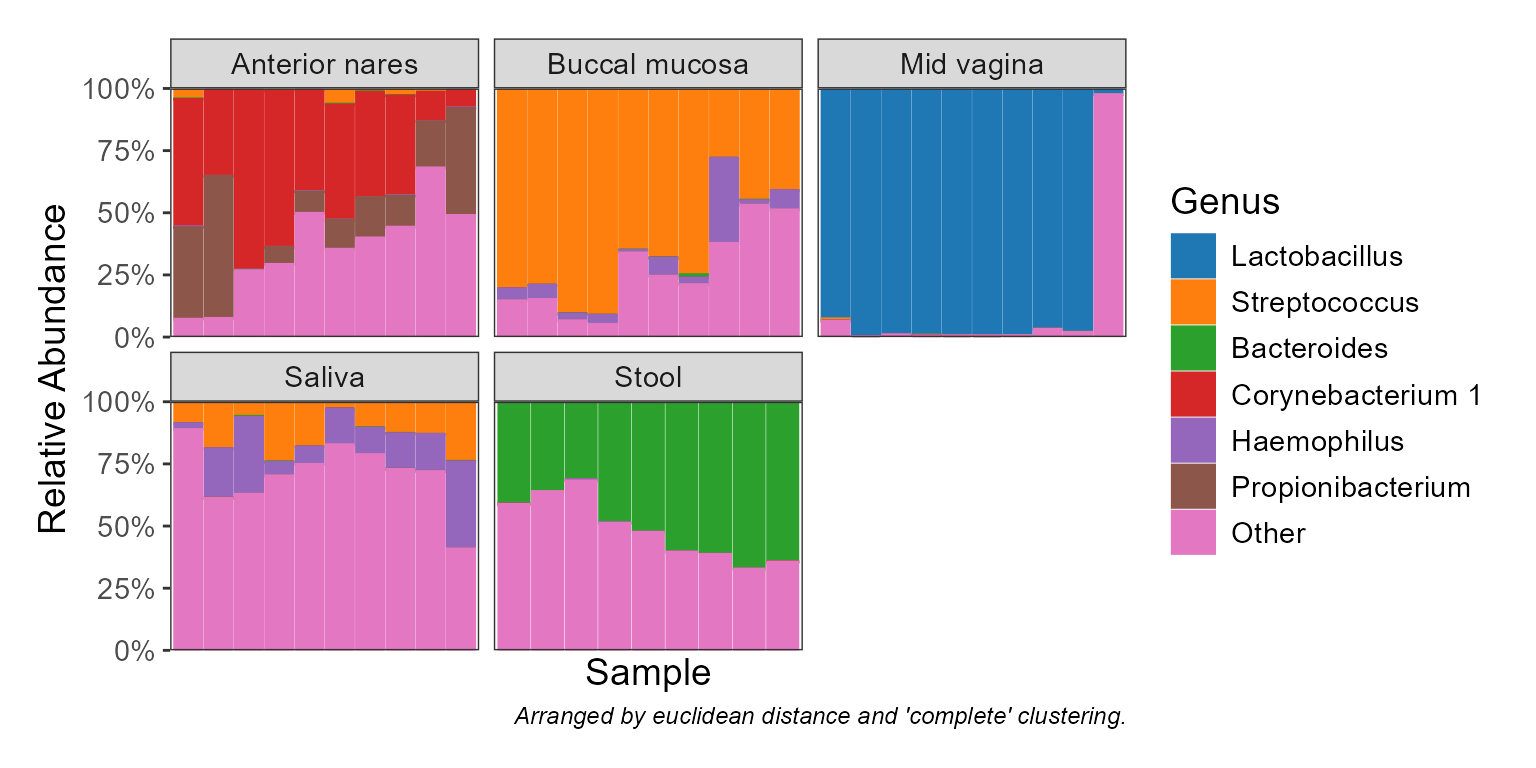 Anterior nares
Buccal mucosa
Mid vagina
100%
75%
50%
25%
0%
Relative Abundance
Saliva
Stool
100%
75%
50%
25%
0%
Sample
Arranged by euclidean distance and 'complete' clustering.
Genus
Lactobacillus
Streptococcus
Bacteroides
Corynebacterium 1
Haemophilus
Propionibacterium
Other